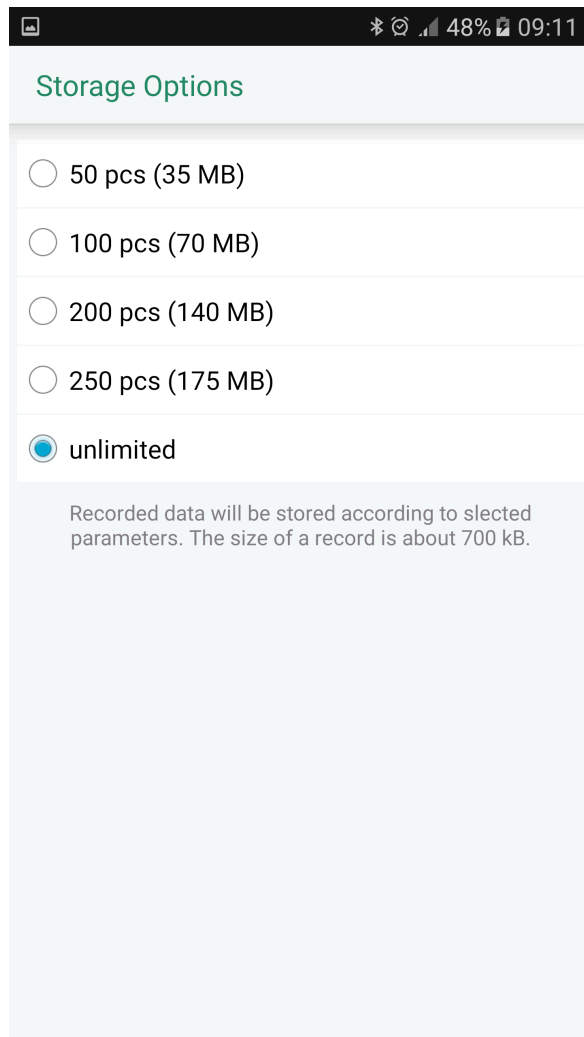 48% 09:11
Storage Options
50 pcs (35 MB)
100 pcs (70 MB)
200 pcs (140 MB)
250 pcs (175 MB)
unlimited
Recorded data will be stored according to slected
parameters. The size of a record is about 700 kB.